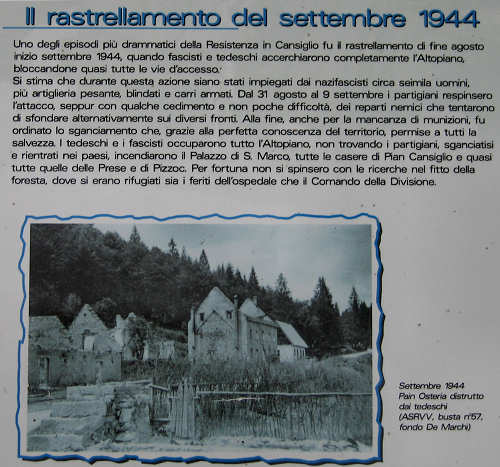 Il rastrellamento del settembre 1944
Uno degli episodi più drammatici della Resistenza in Cansiglio fu il rastrellamento di fine agosto
inizio settembre 1944, quando fascisti e tedeschi accerchiarono completamente l'Altopiano,
bloccandone quasi tutte le vie d'accesso.
Si stima che durante questa azione siano stati impiegati dai nazifascisti circa seimila uomini,
più artiglieria pesante, blindati e carri armati. Dal 31 agosto al 9 settembre i partigiani respinsero
l'attacco, seppur con qualche cedimento e non poche difficoltà, dei reparti nemici che tentarono
di sfondare alternativamente sui diversi fronti. Alla fine, anche per la mancanza di munizioni, fu
ordinato lo sganciamento che, grazie alla perfetta conoscenza del territorio, permise a tutti la
salvezza. I tedeschi e i fascisti occuparono tutto l'Altopiano, non trovando i partigiani, sganciatisi
e rientrati nei paesi, incendiarono il Palazzo di S. Marco, tutte le casere di Pian Cansiglio e quasi
tutte quelle delle Prese e di Pizzoc. Per fortuna non si spinsero con le ricerche nel fitto della
foresta, dove si erano rifugiati sia i feriti dell'ospedale che il Comando della Divisione.
Settembre 1944
Pain Osteria distrutto
dai tedeschi
(ASRVV, busta n°57,
fondo De Marchi)